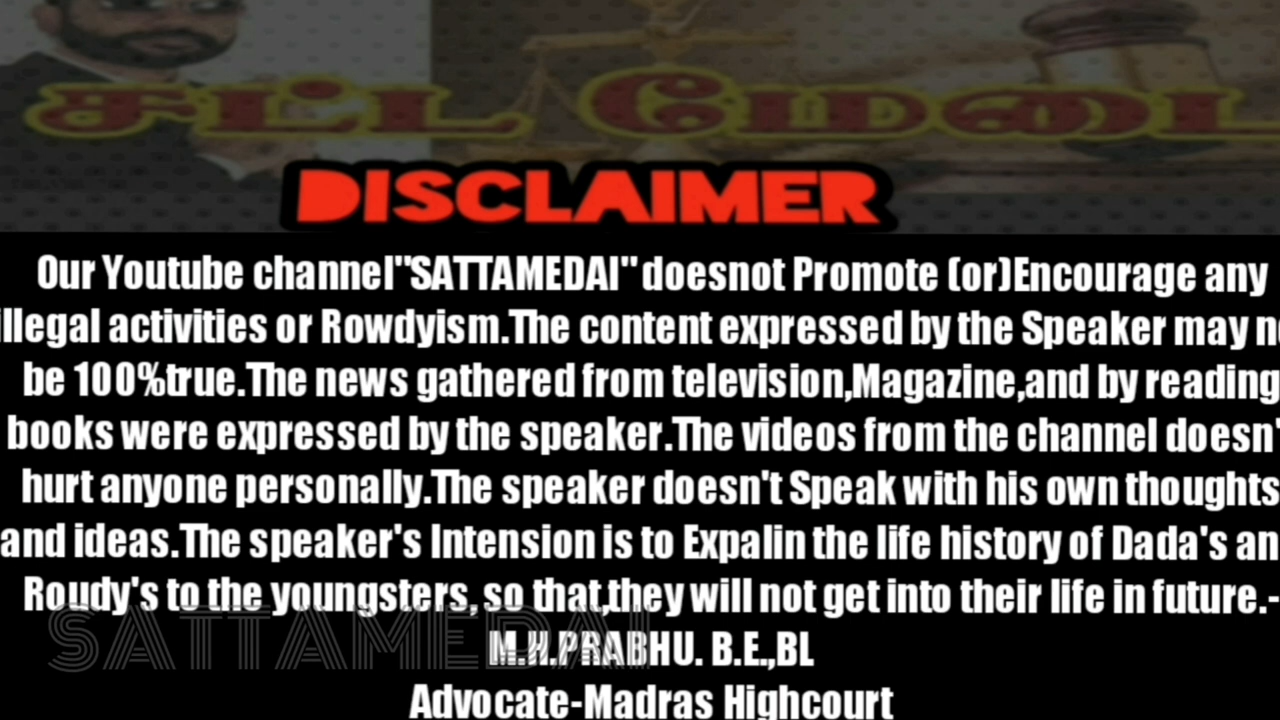 சட்ட மேடை
DISCLAIMER
Our Youtube channel"SATTAMEDAI" doesnot Promote (or)Encourage any
illegal activities or Rowdyism.The content expressed by the Speaker may
be 100%true.The news gathered from television,Magazine,and by reading
books were expressed by the speaker.The videos from the channel doesn'
hurt anyone personally.The speaker doesn't Speak with his own thoughts
and ideas.The speaker's Intension is to Expalin the life history of Dada's an
Roudy's to the youngsters, so that,they will not get into their life in future.-
SATTAMEDAI
M.H.PRABHU. B.E.,BL
Advocate-Madras Highcourt